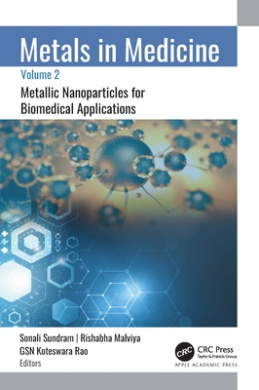 Metals in Medicine
Volume 2
Metallic Nanoparticles for
Biomedical Applications
Sonali Sundram | Rishabha Malviya
GSN Koteswara Rao
Editors
CRC
CRC Press
Taylor & Francis Group
APPLE ACADEMIC PRESS